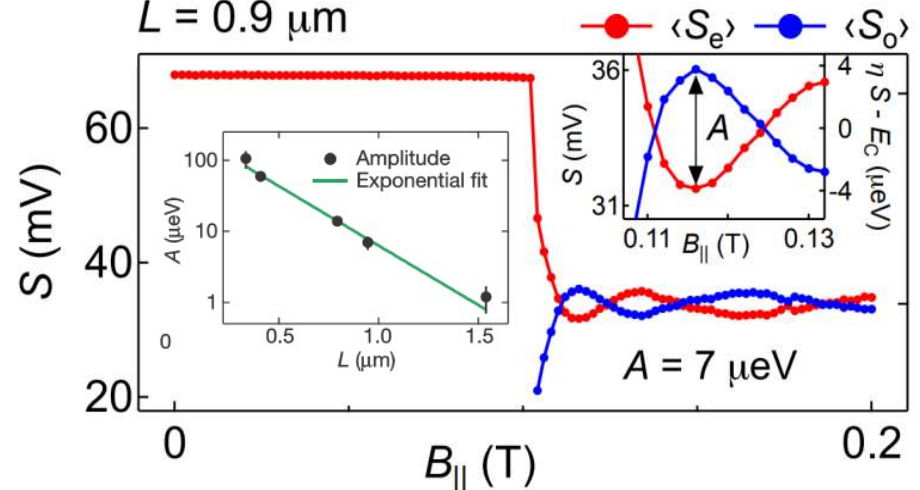 L = 0.9 μm
⟨Sₑ⟩ ⟨Sₒ⟩
S (mV)
60
40
20
0
0.2
B|| (T)
A = 7 μeV
A (μeV)
100
10
1
0
0.5
1.0
1.5
L (μm)
Amplitude
Exponential fit
S (mV)
36
31
A
0.11
B|| (T)
0.13
4
0
-4
η S - E_C (μeV)